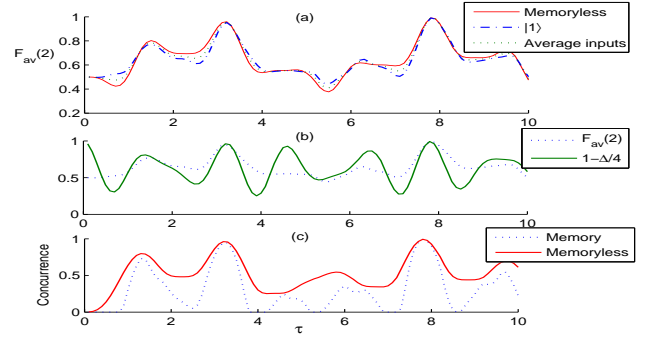 (a)
Memoryless
|1⟩
Average inputs
F_av(2)
1
0.8
0.6
0.4
0.2
0 2 4 6 8 10
(b)
F_av(2)
1−Δ/4
1
0.5
0
0 2 4 6 8 10
(c)
Memory
Memoryless
Concurrence
1
0.5
0
0 2 4 6 8 10
τ